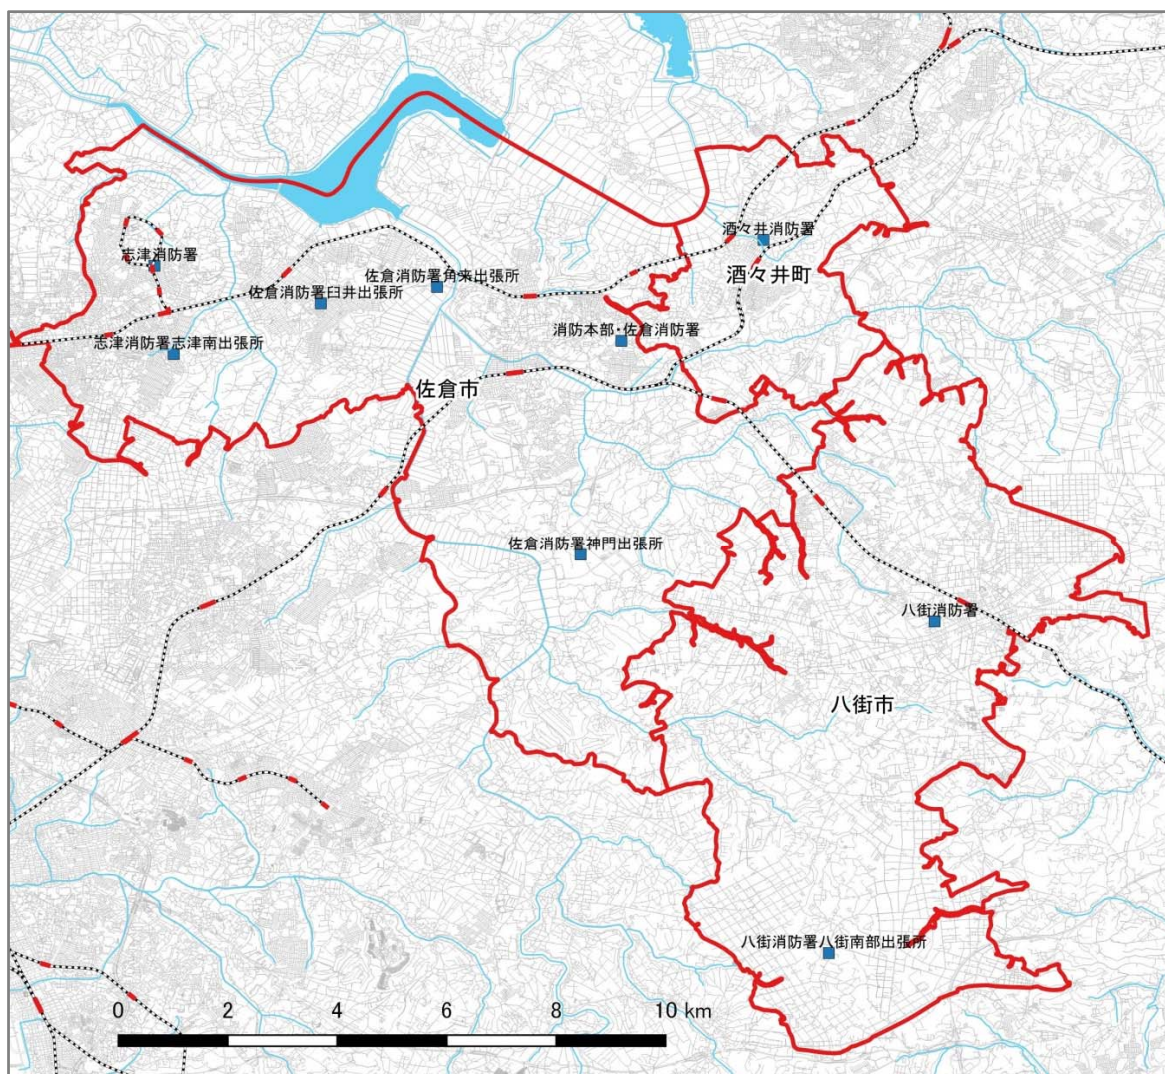 酒々井消防署
志津消防署
酒々井町
佐倉消防署角来出張所
佐倉消防署臼井出張所
消防本部・佐倉消防署
志津消防署志津南出張所
佐倉市
佐倉消防署神門出張所
八街消防署
八街市
八街消防署八街南部出張所
0 2 4 6 8 10 km